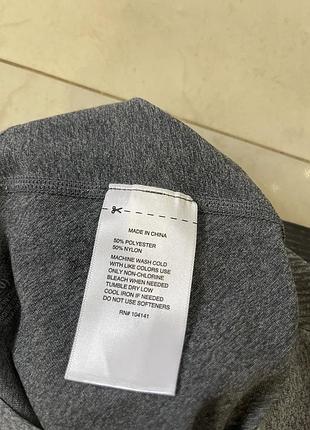 MADE IN CHINA
50% POLYESTER
50% NYLON
MACHINE WASH COLD
WITH LIKE COLORS USE
ONLY NON-CHLORINE
BLEACH WHEN NEEDED
TUMBLE DRY LOW
COOL IRON IF NEEDED
DO NOT USE SOFTENERS
RN# 104141